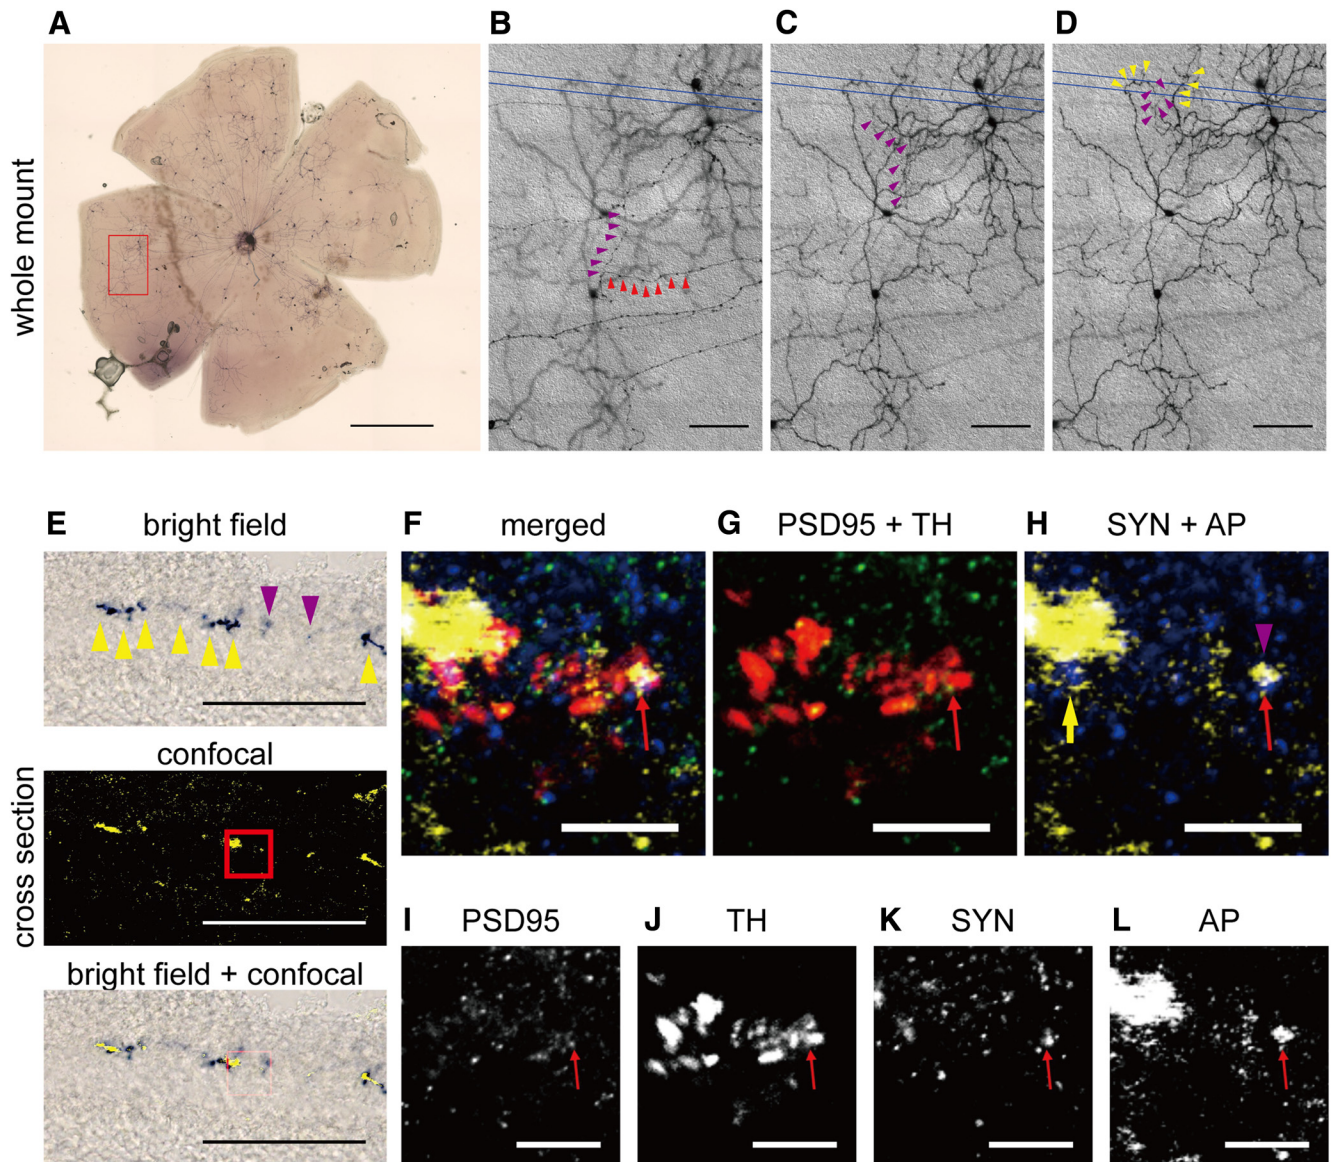 A
B
C
D
whole mount
E
bright field
F
merged
G
PSD95 + TH
H
SYN + AP
confocal
cross section
bright field + confocal
I
PSD95
J
TH
K
SYN
L
AP